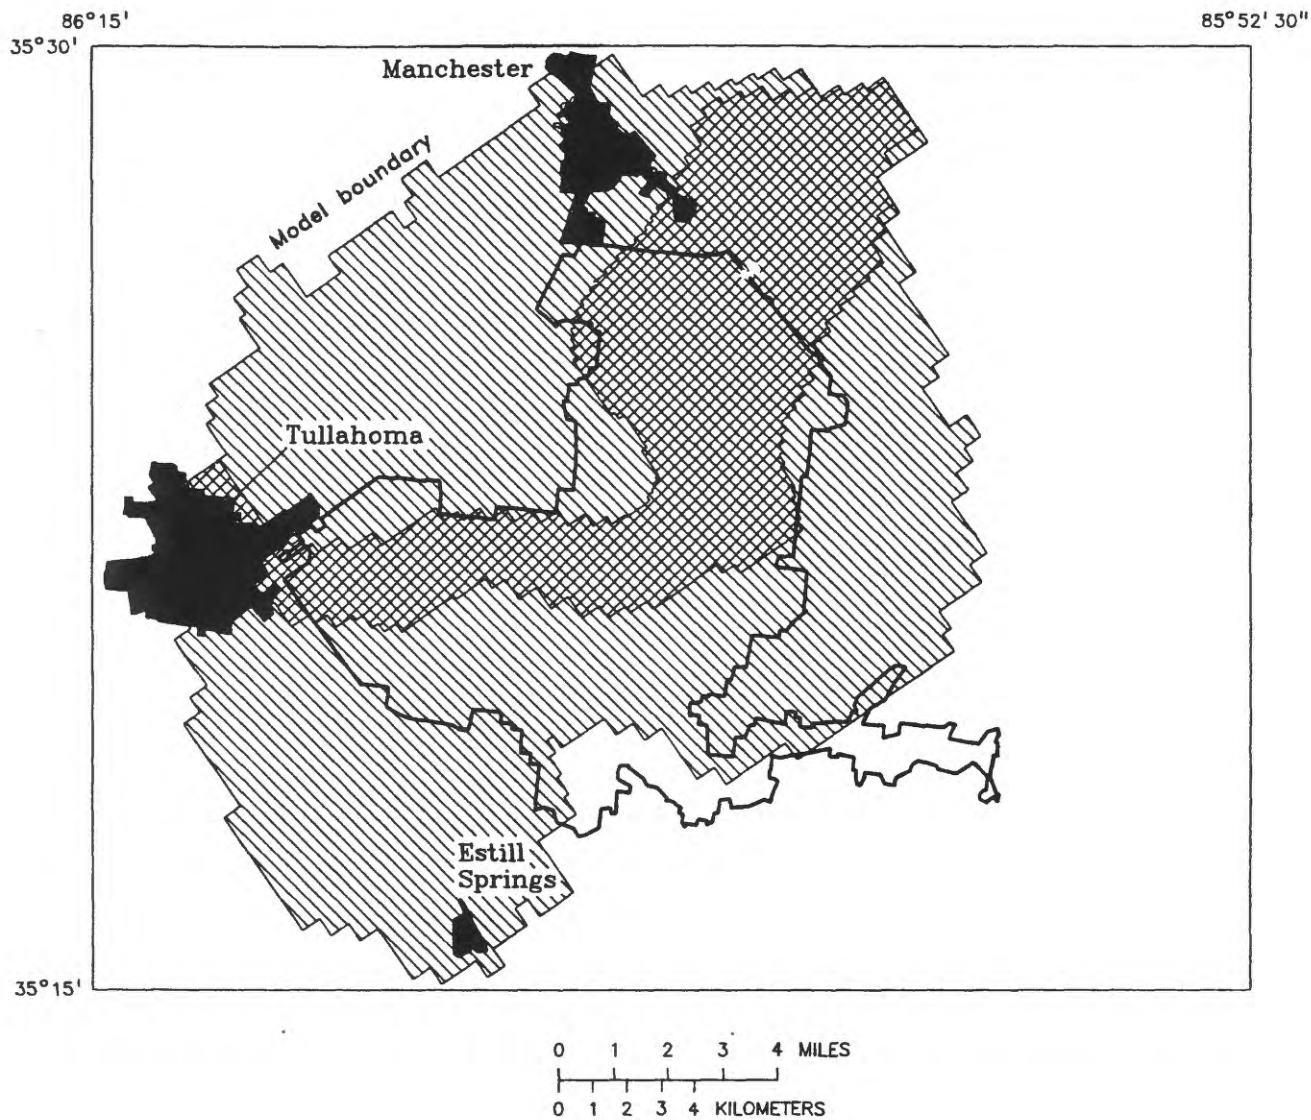 86°15'
85°52' 30"
35°30'
Manchester
Model boundary
Tullahoma
Estill
Springs
35°15'
0 1 2 3 4 MILES
0 1 2 3 4 KILOMETERS